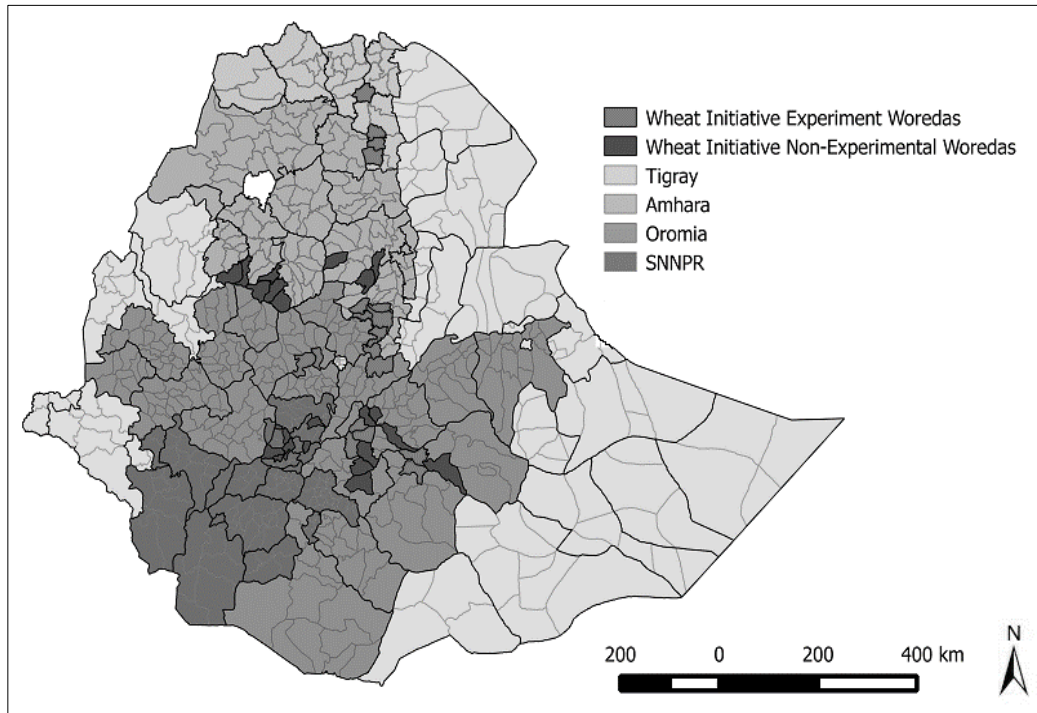 Wheat Initiative Experiment Woredas
Wheat Initiative Non-Experimental Woredas
Tigray
Amhara
Oromia
SNNPR
200 0 200 400 km
N